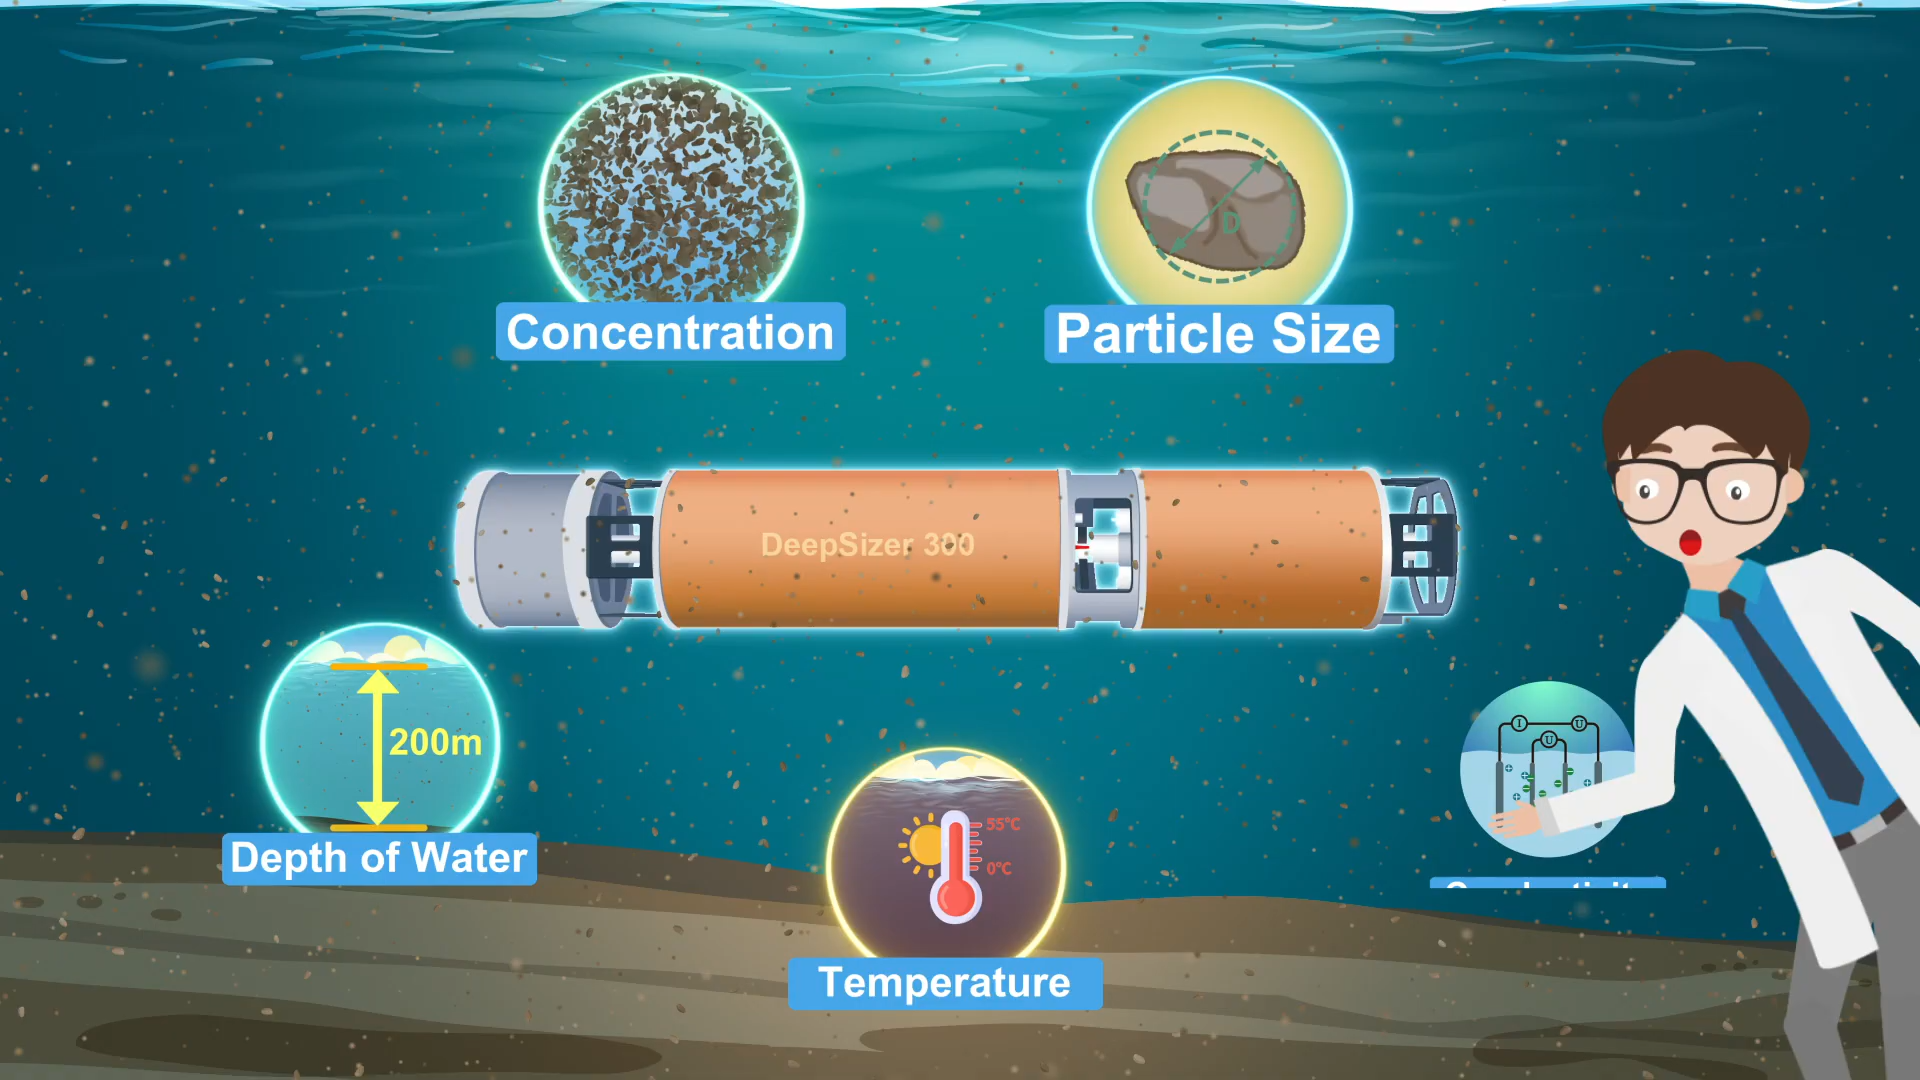 D
Concentration
Particle Size
DeepSizer 300
200m
Depth of Water
I
U
U
55°C
0°C
Temperature